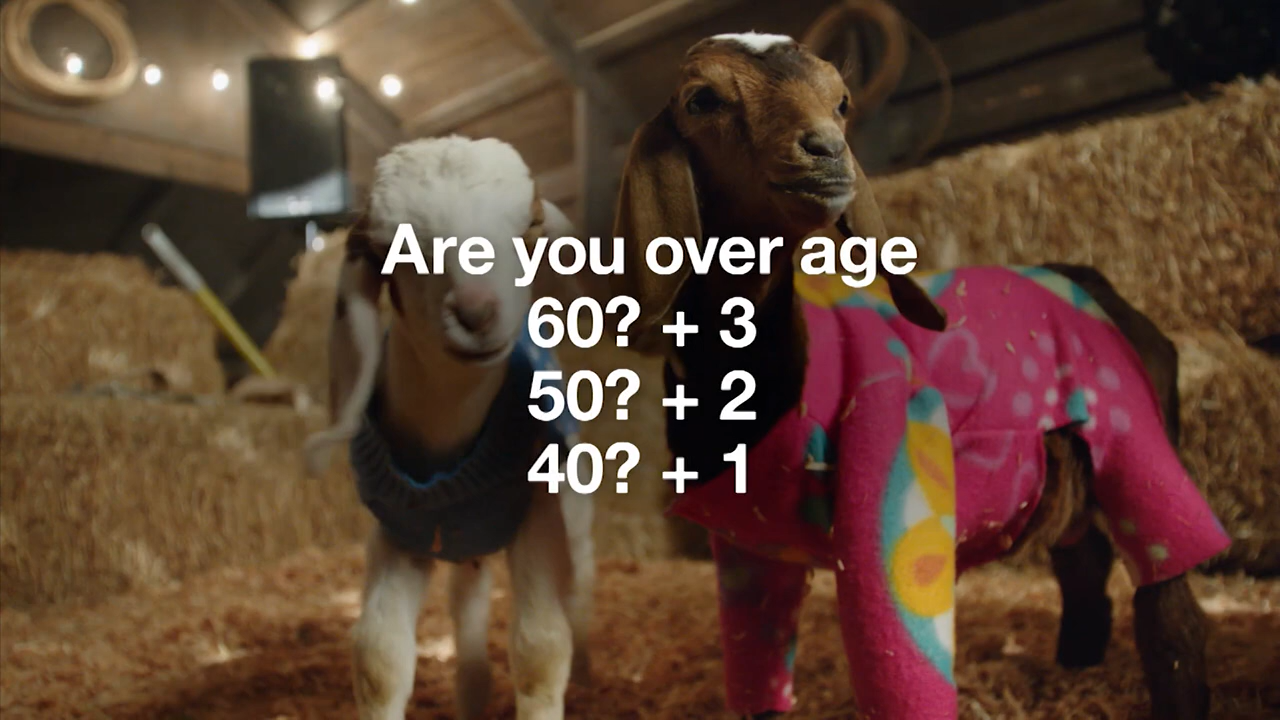 Are you over age
60? + 3
50? + 2
40? + 1